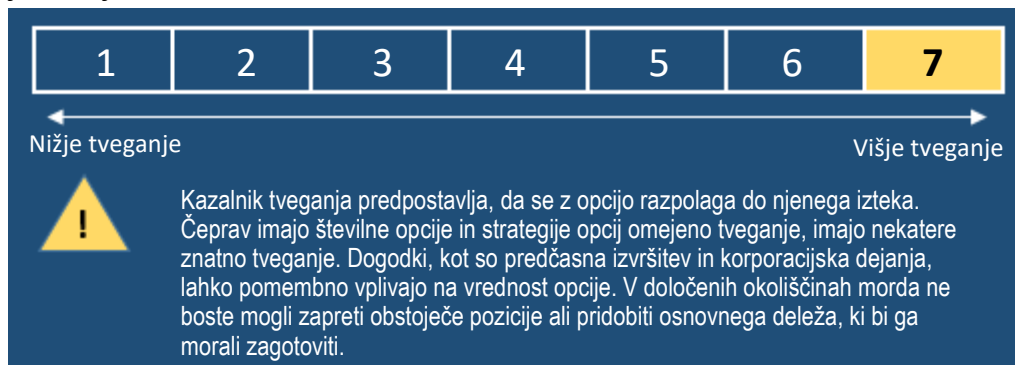 1 2 3 4 5 6 7
Nižje tveganje Višje tveganje
!
Kazalnik tveganja predpostavlja, da se z opcijo razpolaga do njenega izteka.
Čeprav imajo številne opcije in strategije opcij omejeno tveganje, imajo nekatere
znatno tveganje. Dogodki, kot so predčasna izvršitev in korporacijska dejanja,
lahko pomembno vplivajo na vrednost opcije. V določenih okoliščinah morda ne
boste mogli zapreti obstoječe pozicije ali pridobiti osnovnega deleža, ki bi ga
morali zagotoviti.